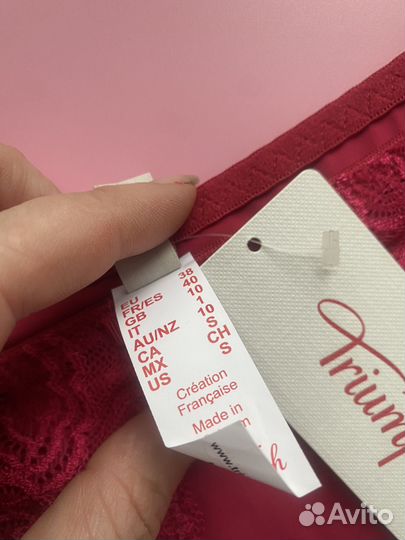 EU 38
FR/ES 40
GB 10
IT 1
AU/NZ 10
CA S
MX CH
US S
Création
Française
Made in
www.
Triump
Avito